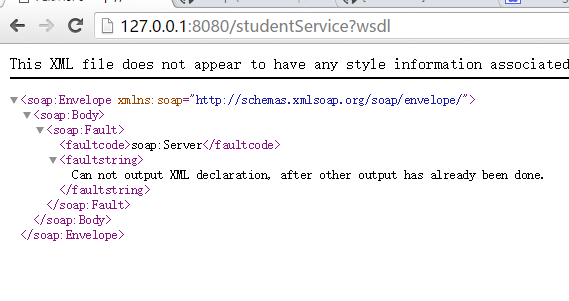 127.0.0.1:8080/studentService?wsdl
This XML file does not appear to have any style information associated
▼<soap:Envelope xmlns:soap="http://schemas.xmlsoap.org/soap/envelope/">
▼<soap:Body>
▼<soap:Fault>
<faultcode>soap:Server</faultcode>
▼<faultstring>
Can not output XML declaration, after other output has already been done.
</faultstring>
</soap:Fault>
</soap:Body>
</soap:Envelope>